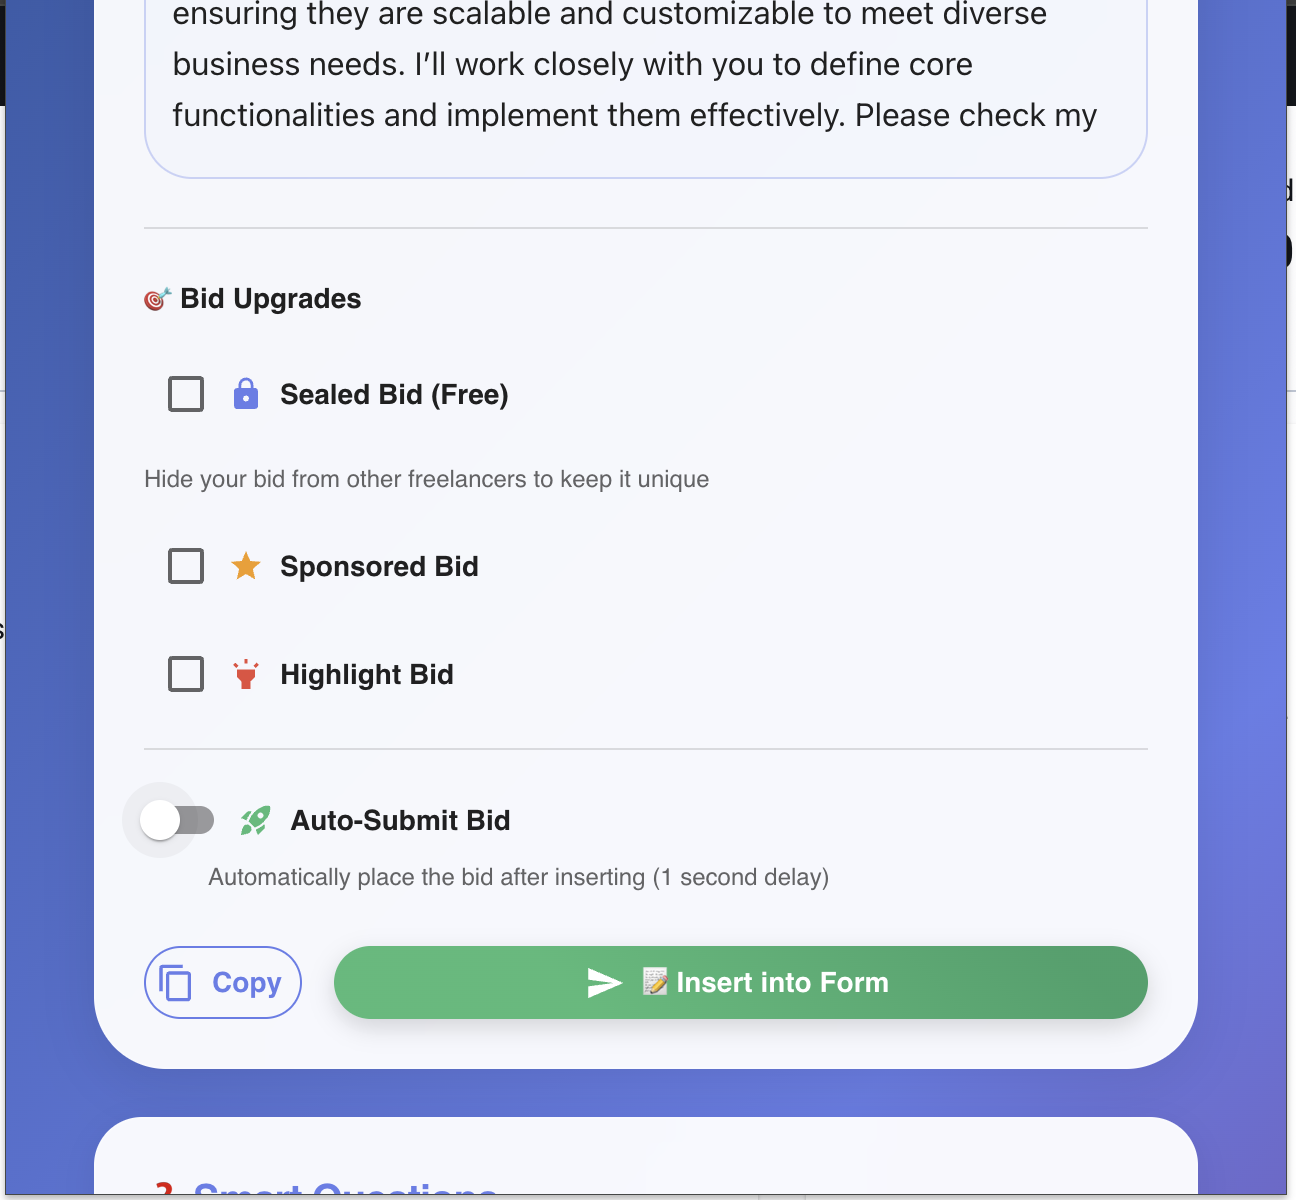 ensuring they are scalable and customizable to meet diverse
business needs. I’ll work closely with you to define core
functionalities and implement them effectively. Please check my
🎯 Bid Upgrades
Sealed Bid (Free)
Hide your bid from other freelancers to keep it unique
Sponsored Bid
Highlight Bid
Auto-Submit Bid
Automatically place the bid after inserting (1 second delay)
Copy
📝 Insert into Form
? Smart Questions